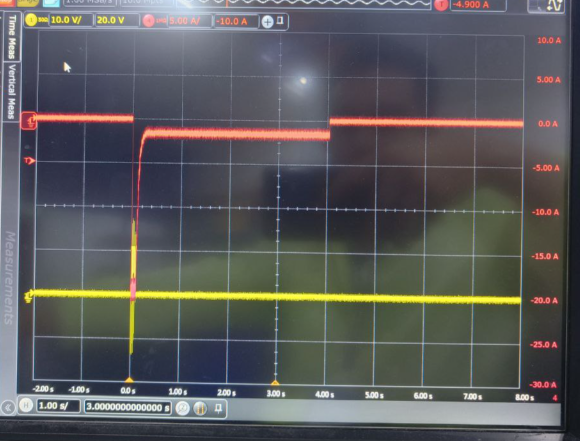 -4.900 A
10.0 V/ 20.0 V 5.00 A/ -10.0 A
Time Meas
Vertical Meas
Measurements
10.0 A
5.00 A
0.0 A
-5.00 A
-10.0 A
-15.0 A
-20.0 A
-25.0 A
-30.0 A
-2.00 s -1.00 s 0.0 s 1.00 s 2.00 s 3.00 s 4.00 s 5.00 s 6.00 s 7.00 s 8.00 s 4
H 1.00 s/ 3.0000000000000 s